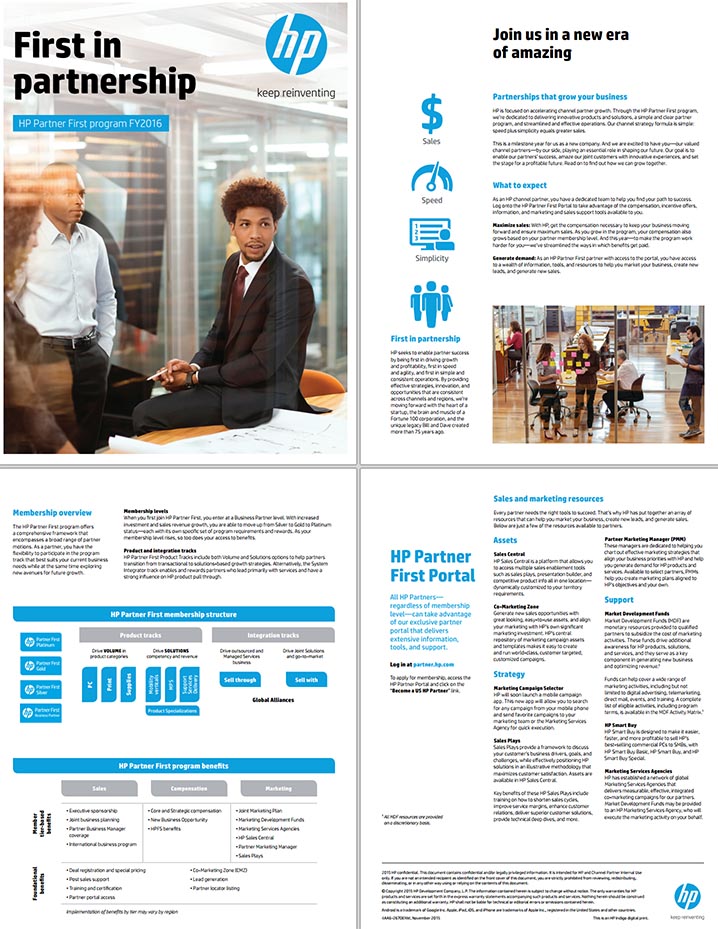 First in
partnership
hp
keep reinventing
HP Partner First program FY2016
Join us in a new era
of amazing
$
Sales
Speed
1
2
3
Simplicity
First in partnership
HP seeks to enable partner success
by being first in driving growth
and profitability, first in speed
and agility, and first in simple and
consistent operations. By providing
effective strategies, innovation, and
opportunities that are consistent
across channels and regions, we're
moving forward with the heart of a
startup, the brain and muscle of a
Fortune 100 corporation, and the
unique legacy Bill and Dave created
more than 75 years ago.
Partnerships that grow your business
HP is focused on accelerating channel partner growth. Through the HP Partner First program,
we're dedicated to delivering innovative products and solutions, a simple and clear partner
program, and streamlined and effective operations. Our channel strategy formula is simple:
speed plus simplicity equals greater sales.
This is a milestone year for us as a new company. And we are excited to have you—our valued
channel partners—by our side, playing an essential role in shaping our future. Our goal is to
enable our partners' success, amaze our joint customers with innovative experiences, and set
the stage for a profitable future. Read on to find out how we can grow together.
What to expect
As an HP channel partner, you have a dedicated team to help you find your path to success.
Log onto the HP Partner First Portal to take advantage of the compensation, incentive offers,
information, and marketing and sales support tools available to you.
Maximize sales: With HP, get the compensation necessary to keep your business moving
forward and ensure maximum sales. As you grow in the program, your compensation also
grows based on your partner membership level. And this year—to make the program work
harder for you—we've streamlined the ways in which benefits get paid.
Generate demand: As an HP Partner First partner with access to the portal, you have access
to a wealth of information, tools, and resources to help you market your business, create new
leads, and generate new sales.
Membership overview
The HP Partner First program offers
a comprehensive framework that
encompasses a broad range of partner
motions. As a partner, you have the
flexibility to participate in the program
track that best suits your current business
needs while at the same time exploring
new avenues for future growth.
Membership levels
When you first join HP Partner First, you enter at a Business Partner level. With increased
investment and sales revenue growth, you are able to move up from Silver to Gold to Platinum
status—each with its own specific set of program requirements and rewards. As your
membership level rises, so too does your access to benefits.
Product and integration tracks
HP Partner First Product Tracks include both Volume and Solutions options to help partners
transition from transactional to solutions-based growth strategies. Alternatively, the System
Integrator track enables and rewards partners who lead primarily with services and have a
strong influence on HP product pull through.
HP Partner First membership structure
Partner First
Platinum
Partner First
Gold
Partner First
Silver
Partner First
Business Partner
Product tracks
Drive VOLUME in
product categories
Drive SOLUTIONS
competency and revenue
PC
Print
Supplies
Mobility
verticals
MPS
Support
Services
Delivery
Product Specializations
Integration tracks
Drive outsourced and
Managed Services
business
Drive Joint Solutions
and go-to-market
Sell through
Sell with
Global Alliances
HP Partner First program benefits
Sales
Compensation
Marketing
Member
tier-based
benefits
• Executive sponsorship
• Joint business planning
• Partner Business Manager
coverage
• International business program
• Core and Strategic compensation
• New Business Opportunity
• HPFS benefits
• Joint Marketing Plan
• Marketing Development Funds
• Marketing Services Agencies
• HP Sales Central
• Partner Marketing Manager
• Sales Plays
Foundational
benefits
• Deal registration and special pricing
• Post sales support
• Training and certification
• Partner portal access
• Co-Marketing Zone (CMZ)
• Lead generation
• Partner locator listing
Implementation of benefits by tier may vary by region
HP Partner
First Portal
All HP Partners—
regardless of membership
level—can take advantage
of our exclusive partner
portal that delivers
extensive information,
tools, and support.
Log in at partner.hp.com
To apply for membership, access the
HP Partner Portal and click on the
"Become a US HP Partner" link.
¹ All MDF resources are provided
on a discretionary basis.
Sales and marketing resources
Every partner needs the right tools to succeed. That's why HP has put together an array of
resources that can help you market your business, create new leads, and generate sales.
Below are just a few of the resources available to partners.
Assets
Sales Central
HP Sales Central is a platform that allows you
to access multiple sales enablement tools
such as sales plays, presentation builder, and
competitive product info all in one location—
dynamically customized to your territory
requirements.
Co-Marketing Zone
Generate new sales opportunities with
great looking, easy-to-use assets, and align
your marketing with HP's own significant
marketing investment. HP's central
repository of marketing campaign assets
and templates makes it easy to create
and run world-class, customer targeted,
customized campaigns.
Strategy
Marketing Campaign Selector
HP will soon launch a mobile campaign
app. This new app will allow you to search
for any campaign from your mobile phone
and send favorite campaigns to your
marketing team or the Marketing Services
Agency for quick execution.
Sales Plays
Sales Plays provide a framework to discuss
your customer's business drivers, goals, and
challenges, while effectively positioning HP
solutions in an illustrative methodology that
maximizes customer satisfaction. Assets are
available in HP Sales Central.
Key benefits of these HP Sales Plays include
training on how to shorten sales cycles,
improve service margins, enhance customer
relations, deliver superior customer solutions,
provide technical deep dives, and more.
Partner Marketing Manager (PMM)
These managers are dedicated to helping you
chart out effective marketing strategies that
align your business priorities with HP and help
you generate demand for HP products and
services. Available to select partners, PMMs
help you create marketing plans aligned to
HP's objectives and your own.
Support
Market Development Funds
Market Development Funds (MDF) are
monetary resources provided to qualified
partners to subsidize the cost of marketing
activities. These funds drive additional
awareness for HP products, solutions,
and services, and they serve as a key
component in generating new business
and optimizing revenue.¹
Funds can help cover a wide range of
marketing activities, including but not
limited to digital advertising, telemarketing,
direct mail, events, and training. A complete
list of eligible activities, including program
terms, is available in the MDF Activity Matrix.¹
HP Smart Buy
HP Smart Buy is designed to make it easier,
faster, and more profitable to sell HP's
best-selling commercial PCs to SMBs, with
HP Smart Buy Basic, HP Smart Buy, and HP
Smart Buy Special.
Marketing Services Agencies
HP has established a network of global
Marketing Services Agencies that
delivers measurable, effective, integrated
co-marketing campaigns for our partners.
Market Development Funds may be provided
to an HP Marketing Services Agency, who will
execute the marketing activity on your behalf.
2015 HP confidential. This document contains confidential and/or legally privileged information. It is intended for HP and Channel Partner Internal Use
only. If you are not an intended recipient as identified on the front cover of this document, you are strictly prohibited from reviewing, redistributing,
disseminating, or in any other way using or relying on the contents of this document.
© Copyright 2015 HP Development Company, L.P. The information contained herein is subject to change without notice. The only warranties for HP
products and services are set forth in the express warranty statements accompanying such products and services. Nothing herein should be construed
as constituting an additional warranty. HP shall not be liable for technical or editorial errors or omissions contained herein.
Android is a trademark of Google Inc. Apple, iPad, iOS, and iPhone are trademarks of Apple Inc., registered in the United States and other countries.
November 2015
This is an HP Indigo digital print.
hp
keep reinventing